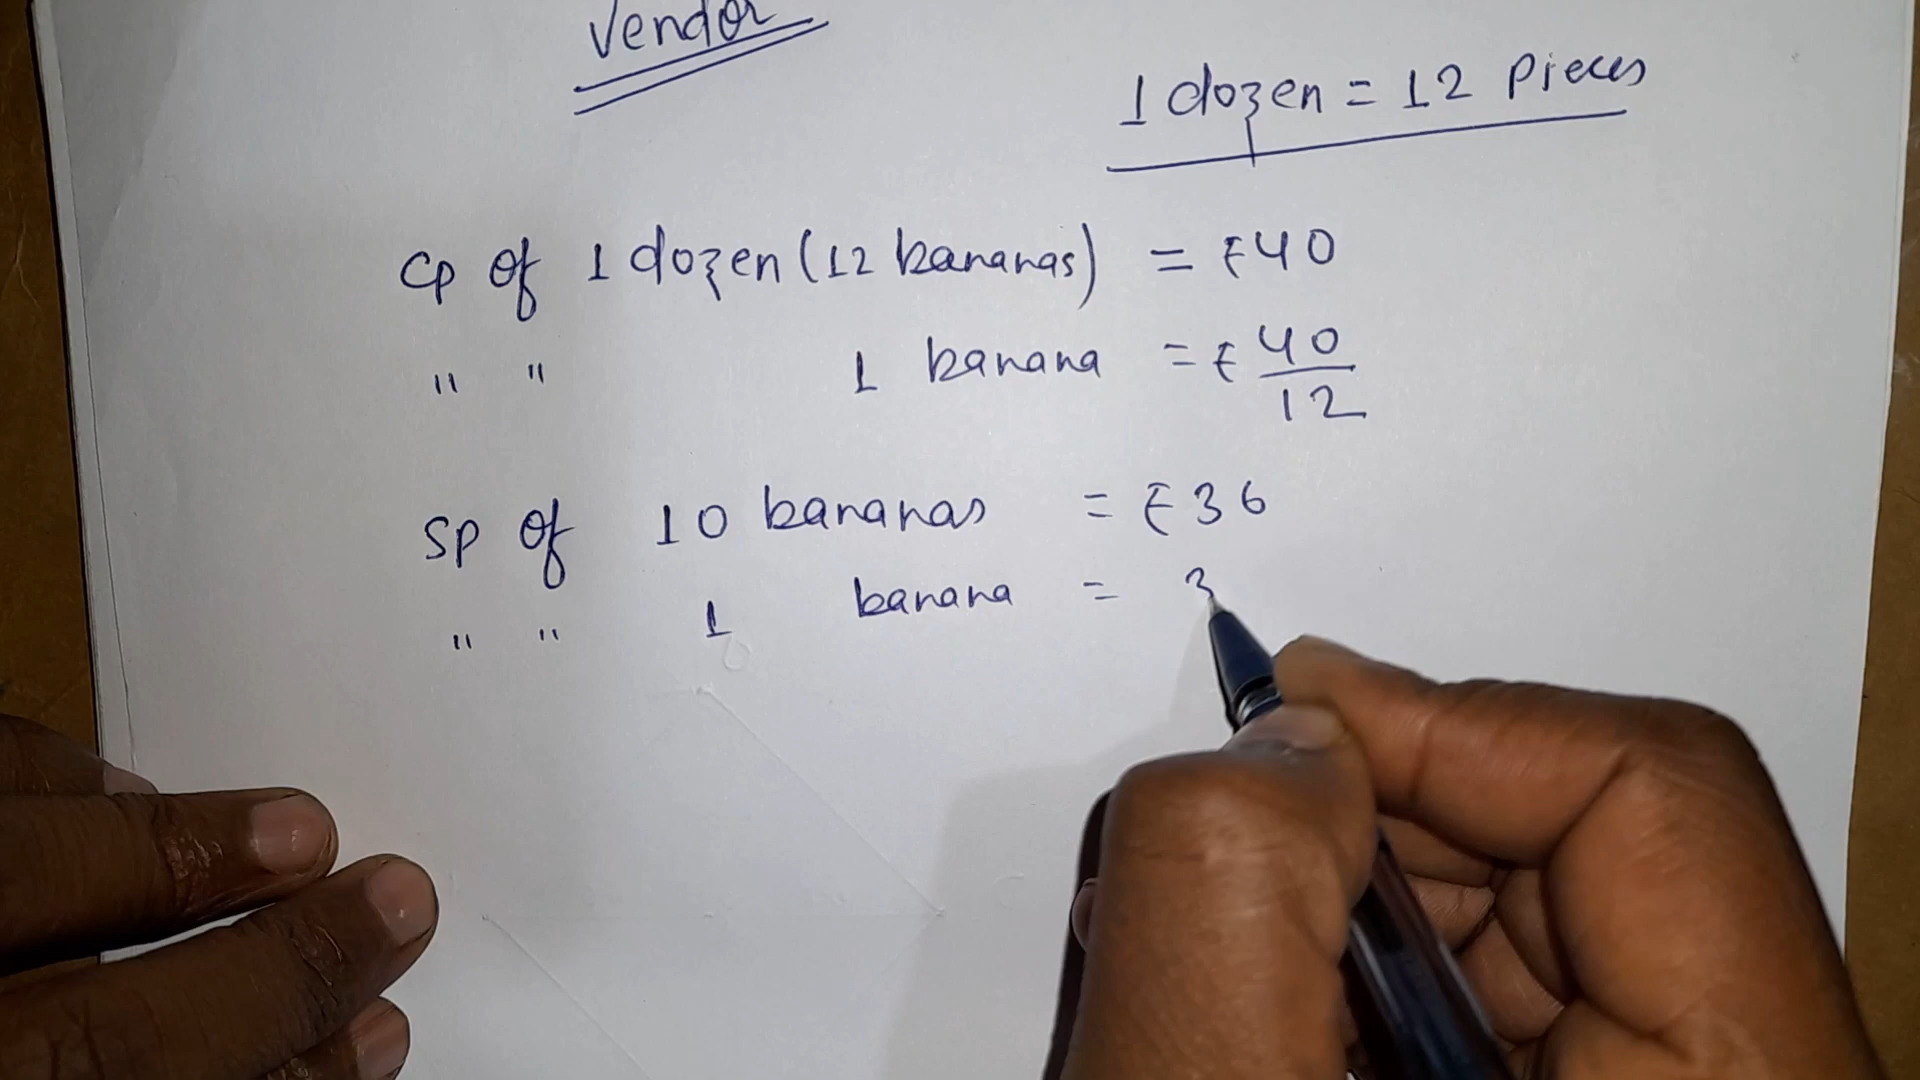 Vendor
1 dozen = 12 Pieces
CP of 1 dozen (12 bananas) = ₹40
" " 1 banana = ₹ 40/12
SP of 10 bananas = ₹36
" " 1 banana = 3